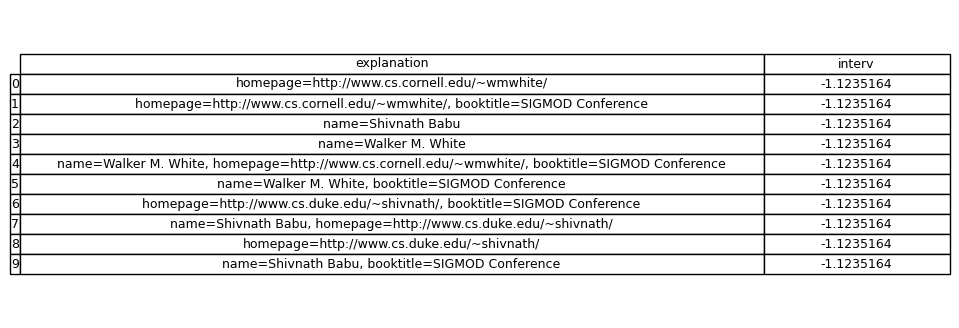 explanation interv
0 homepage=http://www.cs.cornell.edu/~wmwhite/ -1.1235164
1 homepage=http://www.cs.cornell.edu/~wmwhite/, booktitle=SIGMOD Conference -1.1235164
2 name=Shivnath Babu -1.1235164
3 name=Walker M. White -1.1235164
4 name=Walker M. White, homepage=http://www.cs.cornell.edu/~wmwhite/, booktitle=SIGMOD Conference -1.1235164
5 name=Walker M. White, booktitle=SIGMOD Conference -1.1235164
6 homepage=http://www.cs.duke.edu/~shivnath/, booktitle=SIGMOD Conference -1.1235164
7 name=Shivnath Babu, homepage=http://www.cs.duke.edu/~shivnath/ -1.1235164
8 homepage=http://www.cs.duke.edu/~shivnath/ -1.1235164
9 name=Shivnath Babu, booktitle=SIGMOD Conference -1.1235164